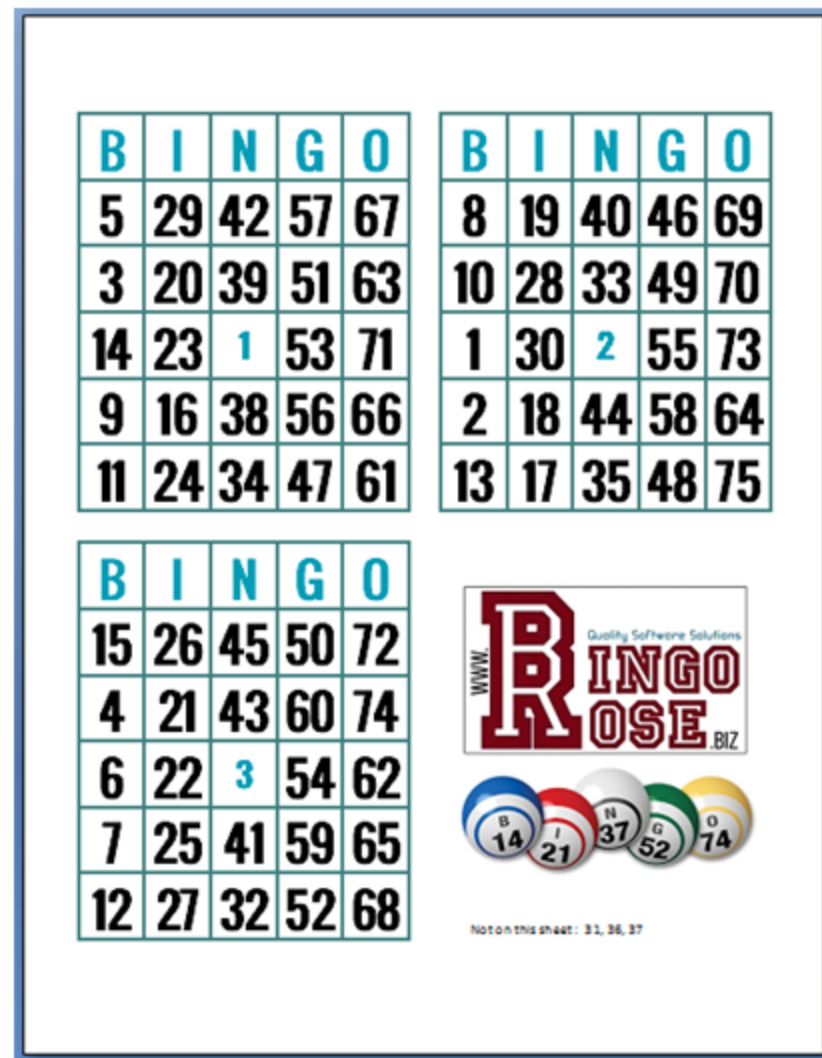 B I N G O
5 29 42 57 67
3 20 39 51 63
14 23 1 53 71
9 16 38 56 66
11 24 34 47 61
B I N G O
8 19 40 46 69
10 28 33 49 70
1 30 2 55 73
2 18 44 58 64
13 17 35 48 75
B I N G O
15 26 45 50 72
4 21 43 60 74
6 22 3 54 62
7 25 41 59 65
12 27 32 52 68
Quality Software Solutions
WWW.
BINGO
ROSE .BIZ
B 14
I 21
N 37
G 52
O 74
Not on this sheet : 31, 36, 37